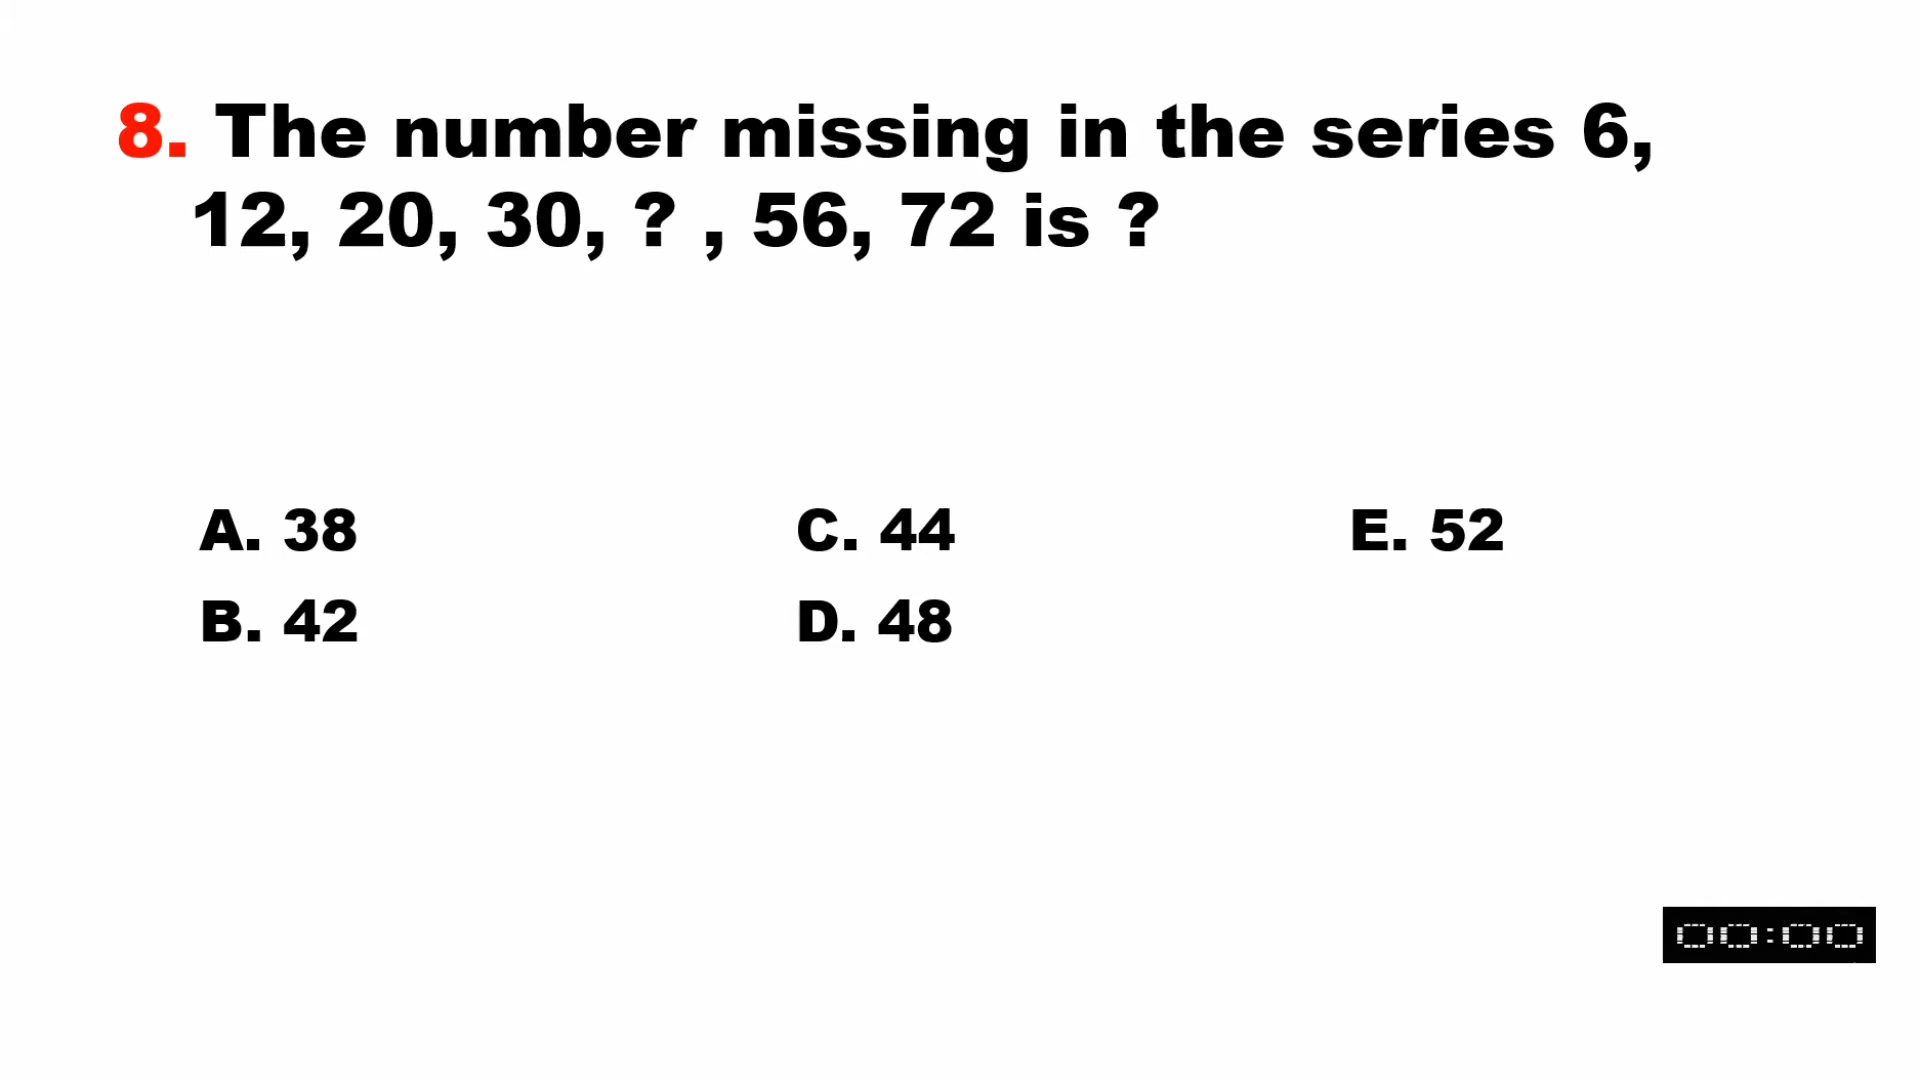 8. The number missing in the series 6,
12, 20, 30, ? , 56, 72 is ?
A. 38
B. 42
C. 44
D. 48
E. 52
00:00